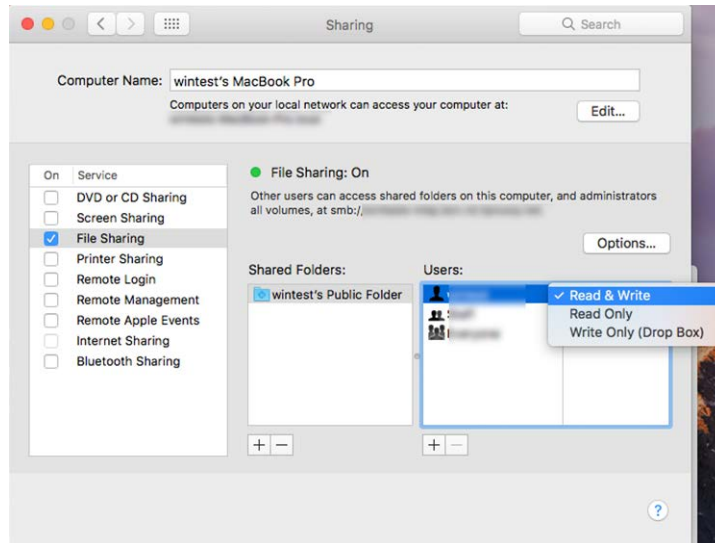 Sharing
Search
Computer Name: wintest's MacBook Pro
Computers on your local network can access your computer at:
Edit...
On Service
DVD or CD Sharing
Screen Sharing
File Sharing
Printer Sharing
Remote Login
Remote Management
Remote Apple Events
Internet Sharing
Bluetooth Sharing
File Sharing: On
Other users can access shared folders on this computer, and administrators
all volumes, at smb:/
Options...
Shared Folders:
wintest's Public Folder
Users:
Read & Write
Read Only
Write Only (Drop Box)
+ −
+ −
?